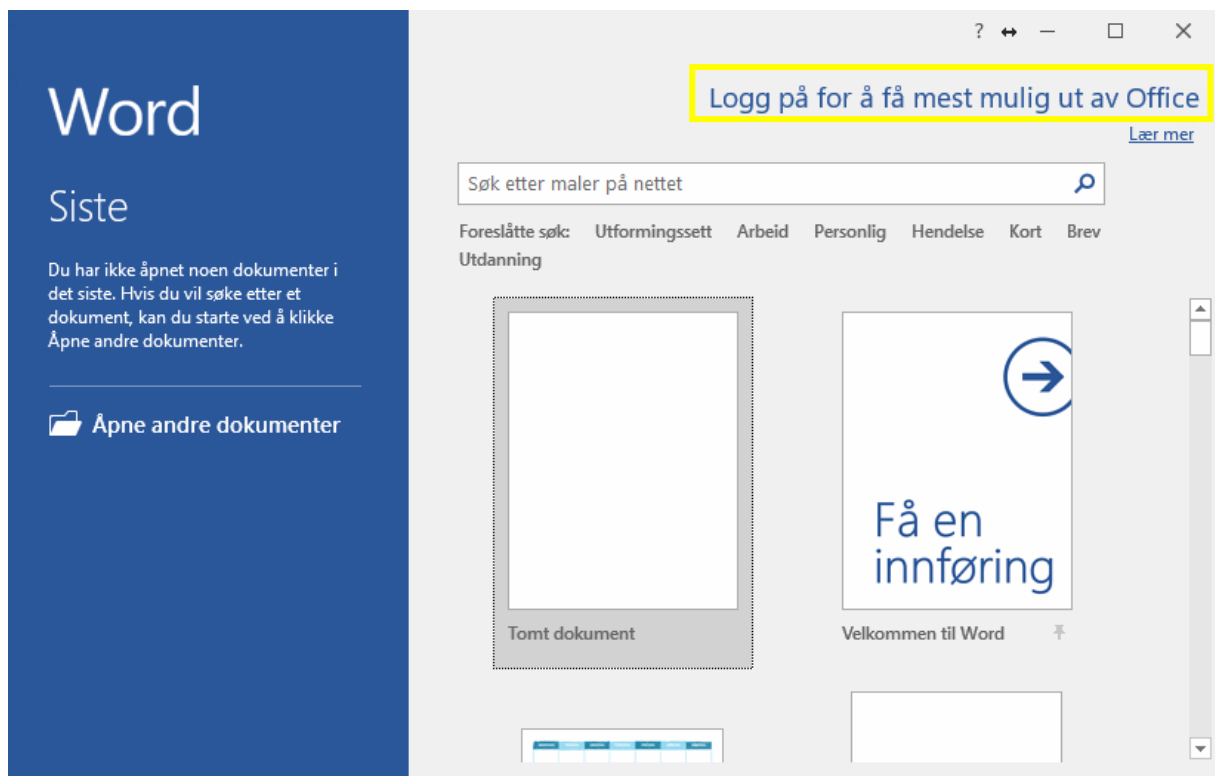 Word
Siste
Du har ikke åpnet noen dokumenter i
det siste. Hvis du vil søke etter et
dokument, kan du starte ved å klikke
Åpne andre dokumenter.
Åpne andre dokumenter
?
Logg på for å få mest mulig ut av Office
Lær mer
Søk etter maler på nettet
Foreslåtte søk: Utformingssett Arbeid Personlig Hendelse Kort Brev
Utdanning
Få en
innføring
Tomt dokument Velkommen til Word